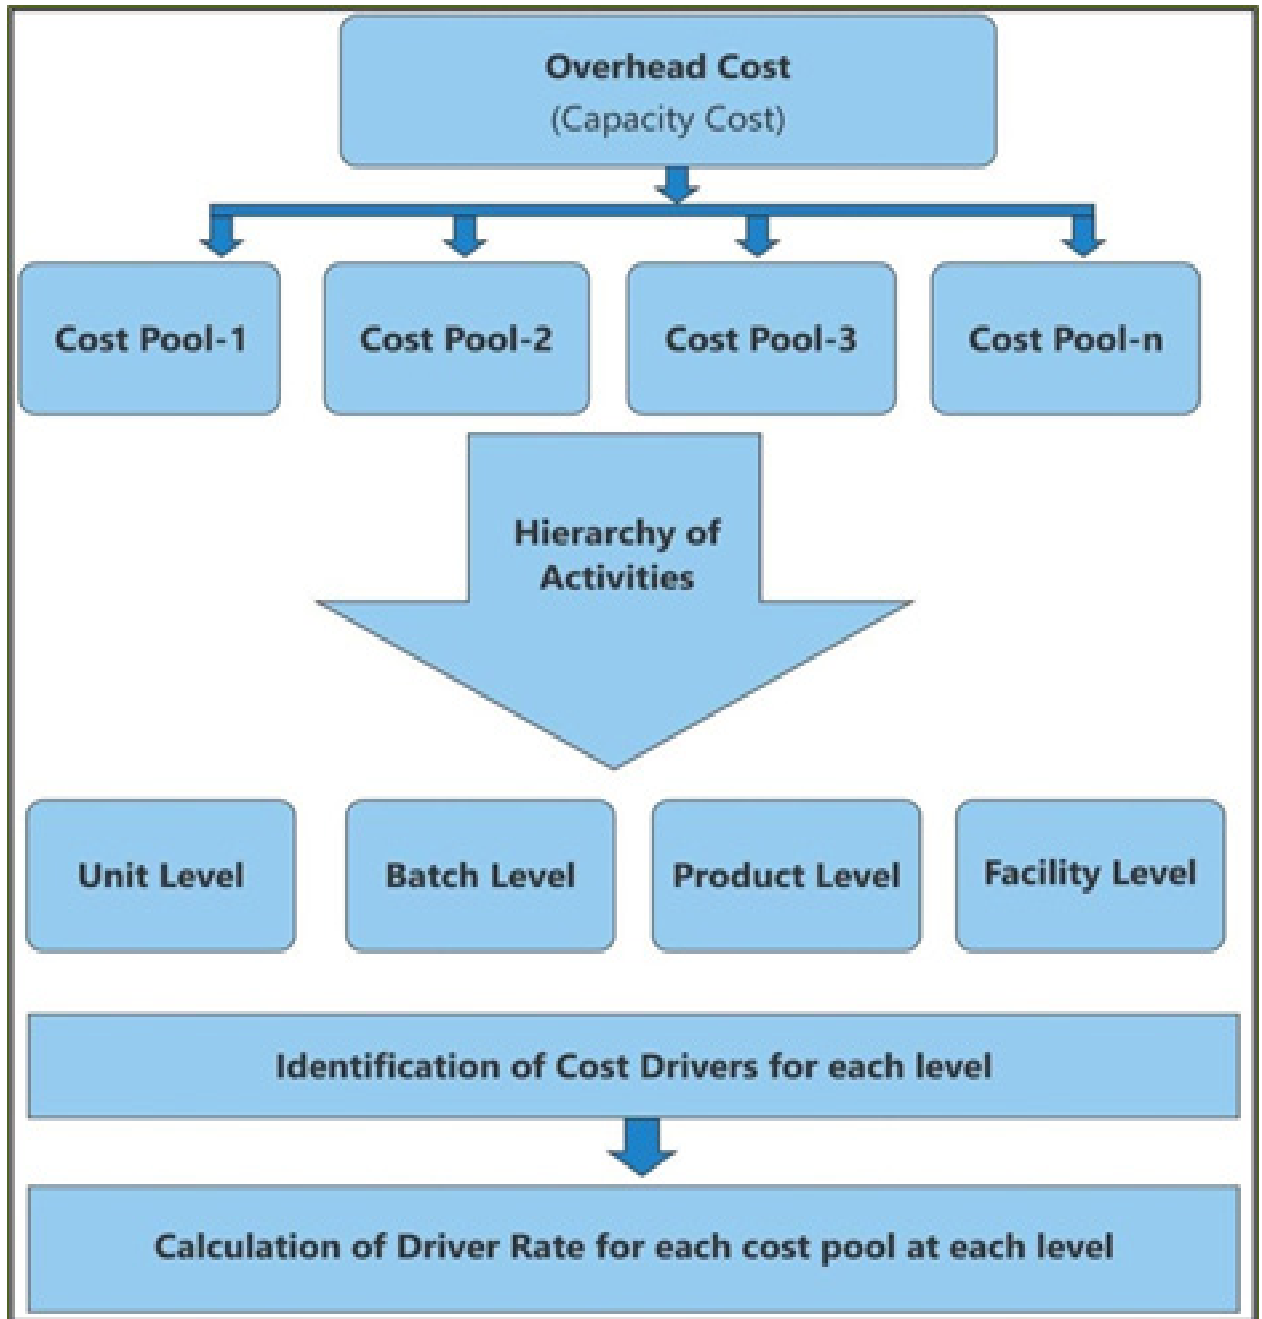 Overhead Cost
(Capacity Cost)
Cost Pool-1
Cost Pool-2
Cost Pool-3
Cost Pool-n
Hierarchy of
Activities
Unit Level
Batch Level
Product Level
Facility Level
Identification of Cost Drivers for each level
Calculation of Driver Rate for each cost pool at each level